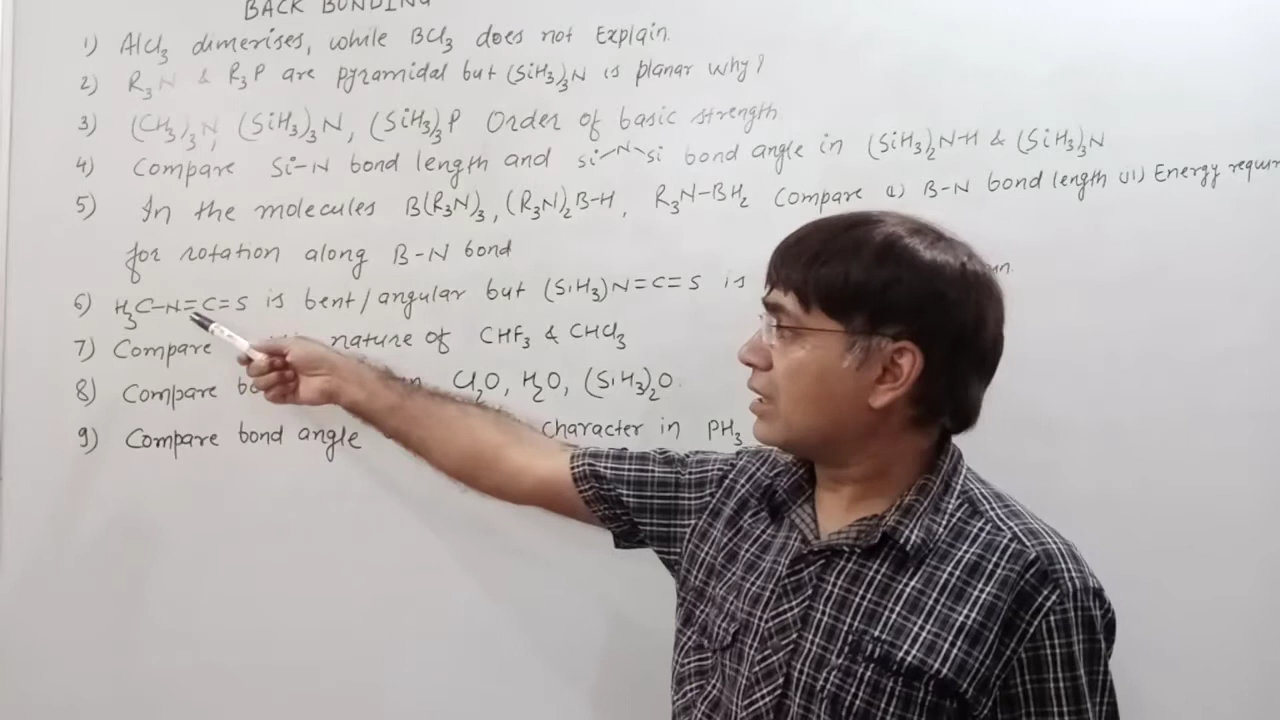 BACK BONDING
1) AlCl3 dimerises, while BCl3 does not Explain.
2) R3N & R3P are pyramidal but (SiH3)3N is planar why?
3) (CH3)3N, (SiH3)3N, (SiH3)3P Order of basic strength
4) Compare Si-N bond length and Si-N-Si bond angle in (SiH3)2N-H & (SiH3)3N
5) In the molecules B(R3N)3, (R3N)2B-H, R3N-BH2 Compare B-N bond length Energy
for rotation along B-N bond
6) H3C-N=C=S is bent/angular but (SiH3)N=C=S is
7) Compare nature of CHF3 & CHCl3
8) Compare Cl2O, H2O, (SiH3)2O.
9) Compare bond angle character in PH3